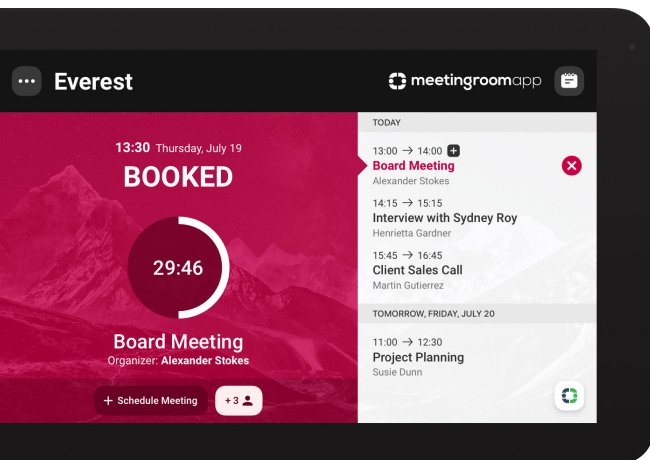 Everest
meetingroomapp
13:30 Thursday, July 19
BOOKED
29:46
Board Meeting
Organizer: Alexander Stokes
+ Schedule Meeting
+3
TODAY
13:00 → 14:00 +
Board Meeting
Alexander Stokes
14:15 → 15:15
Interview with Sydney Roy
Henrietta Gardner
15:45 → 16:45
Client Sales Call
Martin Gutierrez
TOMORROW, FRIDAY, JULY 20
11:00 → 12:30
Project Planning
Susie Dunn